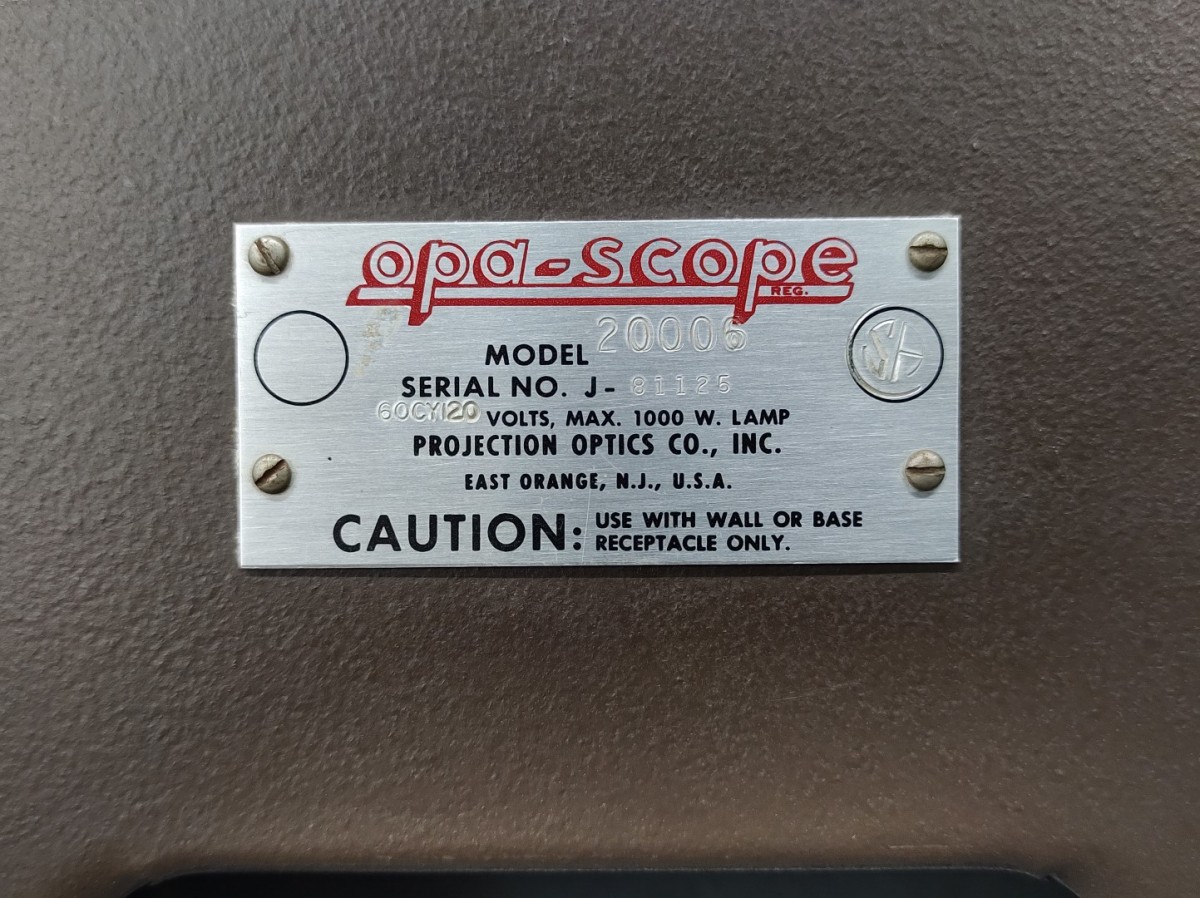 opa-scope
REG.
MODEL 20006
SERIAL NO. J- 81125
60CY120 VOLTS, MAX. 1000 W. LAMP
PROJECTION OPTICS CO., INC.
EAST ORANGE, N.J., U.S.A.
CAUTION: USE WITH WALL OR BASE
RECEPTACLE ONLY.